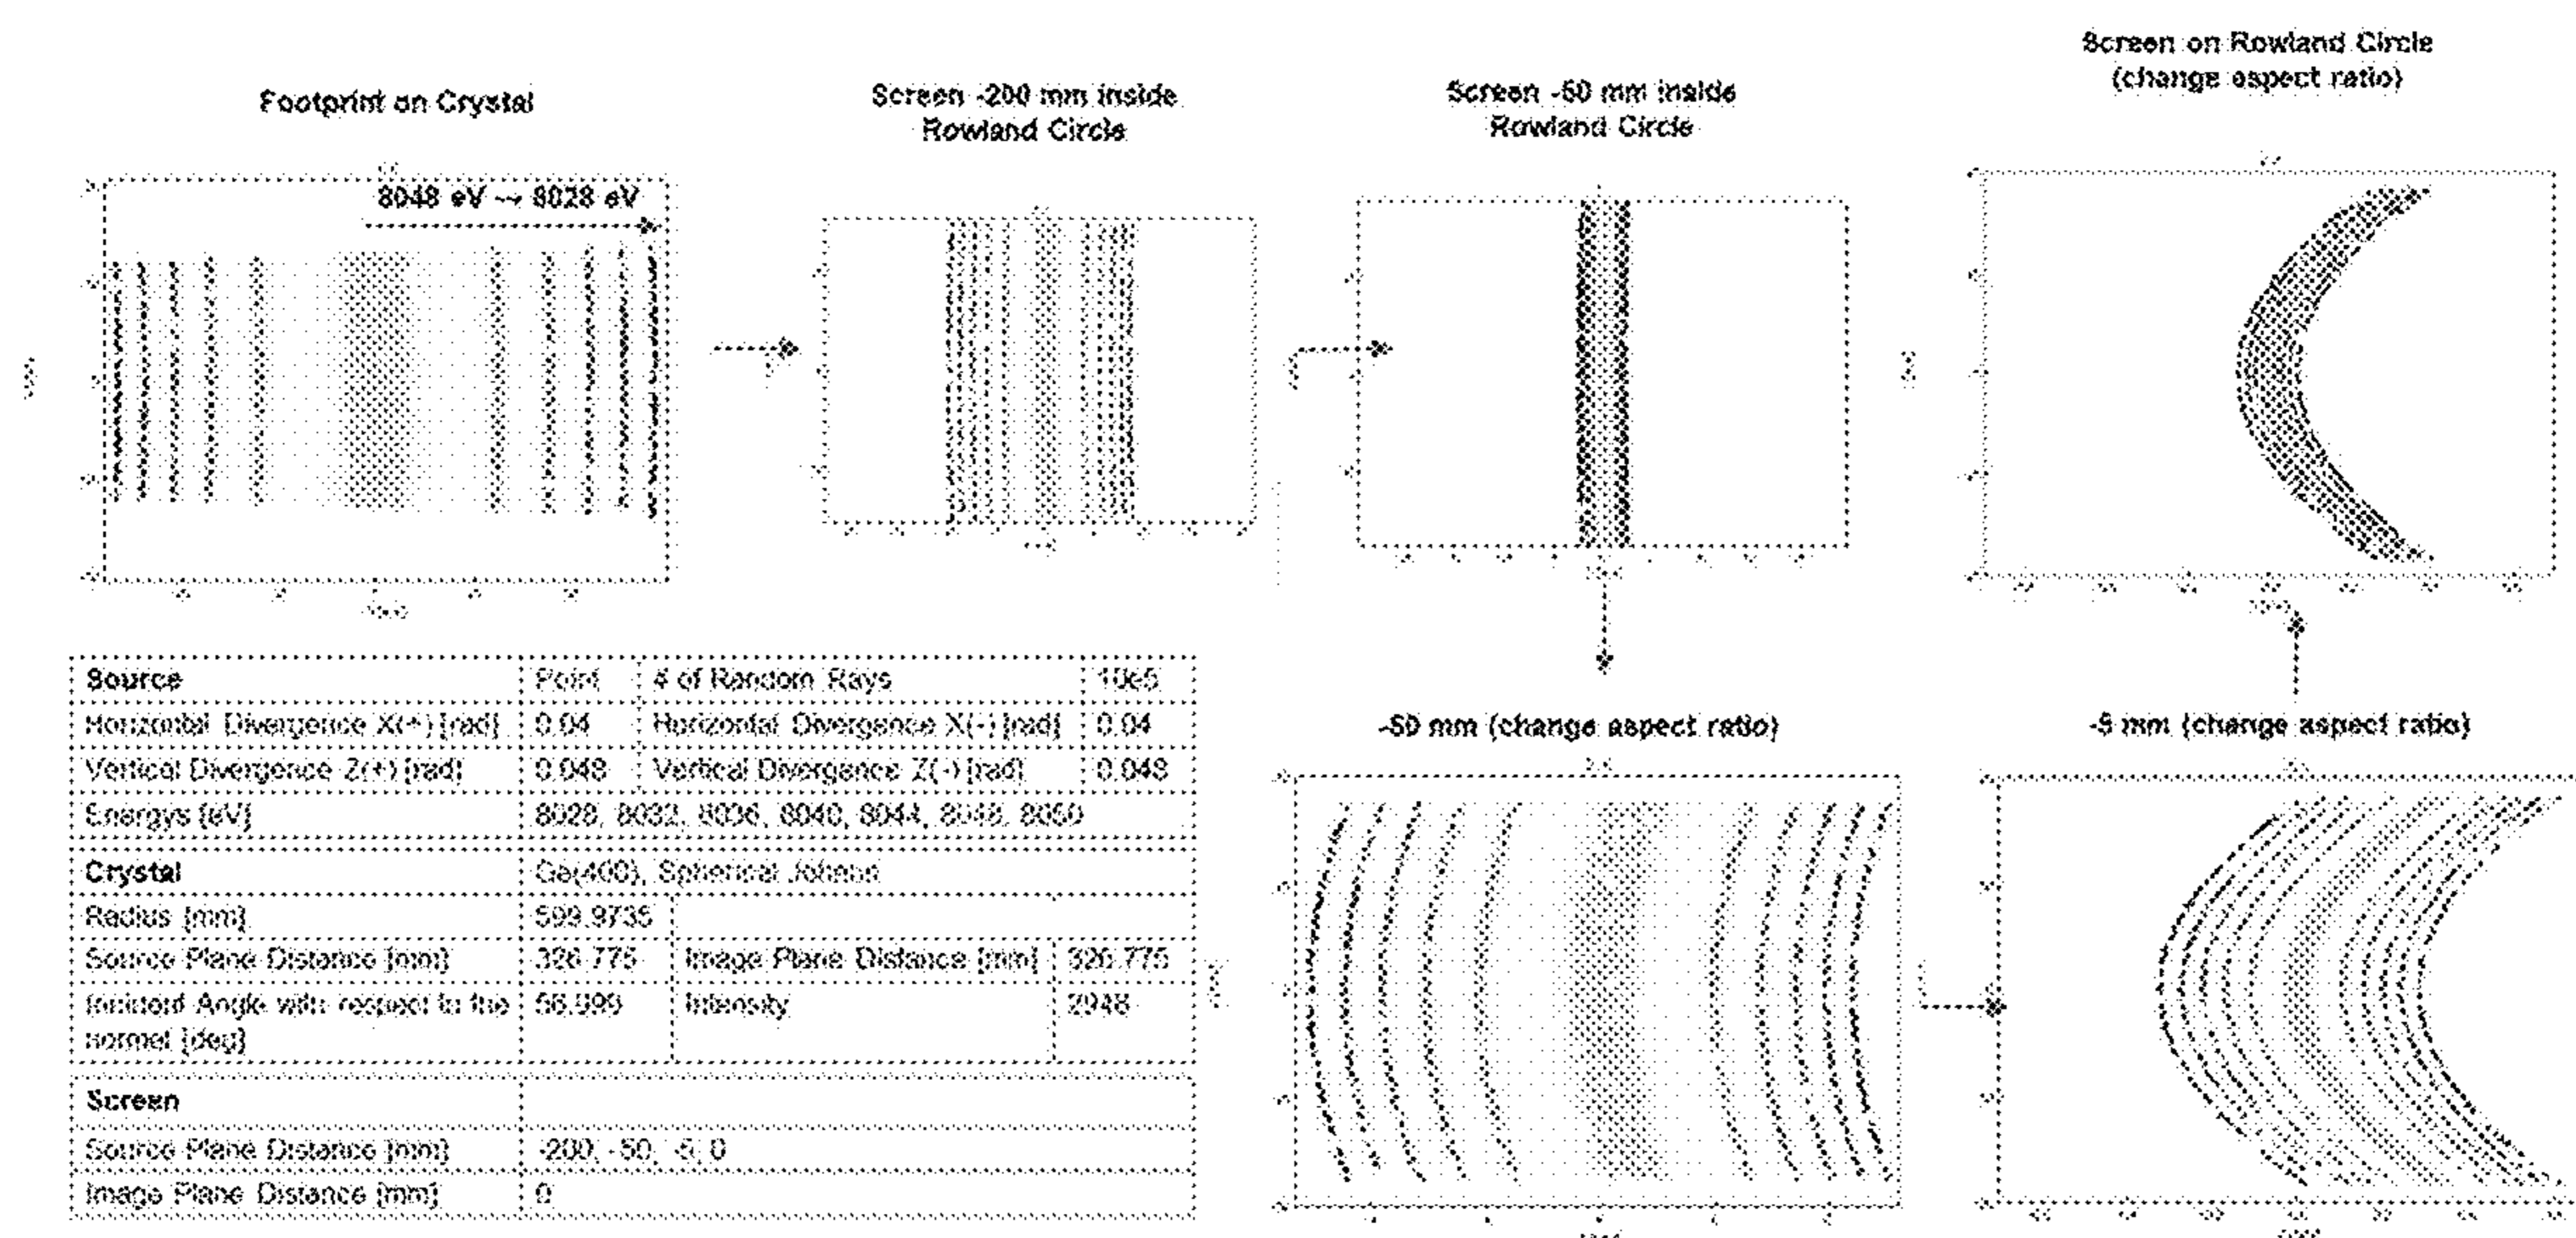 Screen on Rowland Circle
(change aspect ratio)
Footprint on Crystal
Screen -200 mm inside
Rowland Circle
Screen -50 mm inside
Rowland Circle
8048 eV → 8028 eV
Source Point # of Random Rays 10e5
Horizontal Divergence X(+) [rad] 0.04 Horizontal Divergence X(-) [rad] 0.04
Vertical Divergence Z(+) [rad] 0.048 Vertical Divergence Z(-) [rad] 0.048
Energys [eV] 8028, 8032, 8036, 8040, 8044, 8048, 8050
Crystal Ge(400), Spherical Johann
Radius [mm] 599.9735
Source Plane Distance [mm] 326.775 Image Plane Distance [mm] 326.775
Incident Angle with respect to the normal [deg] 56.999 Intensity 2948
Screen
Source Plane Distance [mm] -200, -50, -5, 0
Image Plane Distance [mm] 0
-50 mm (change aspect ratio)
-5 mm (change aspect ratio)